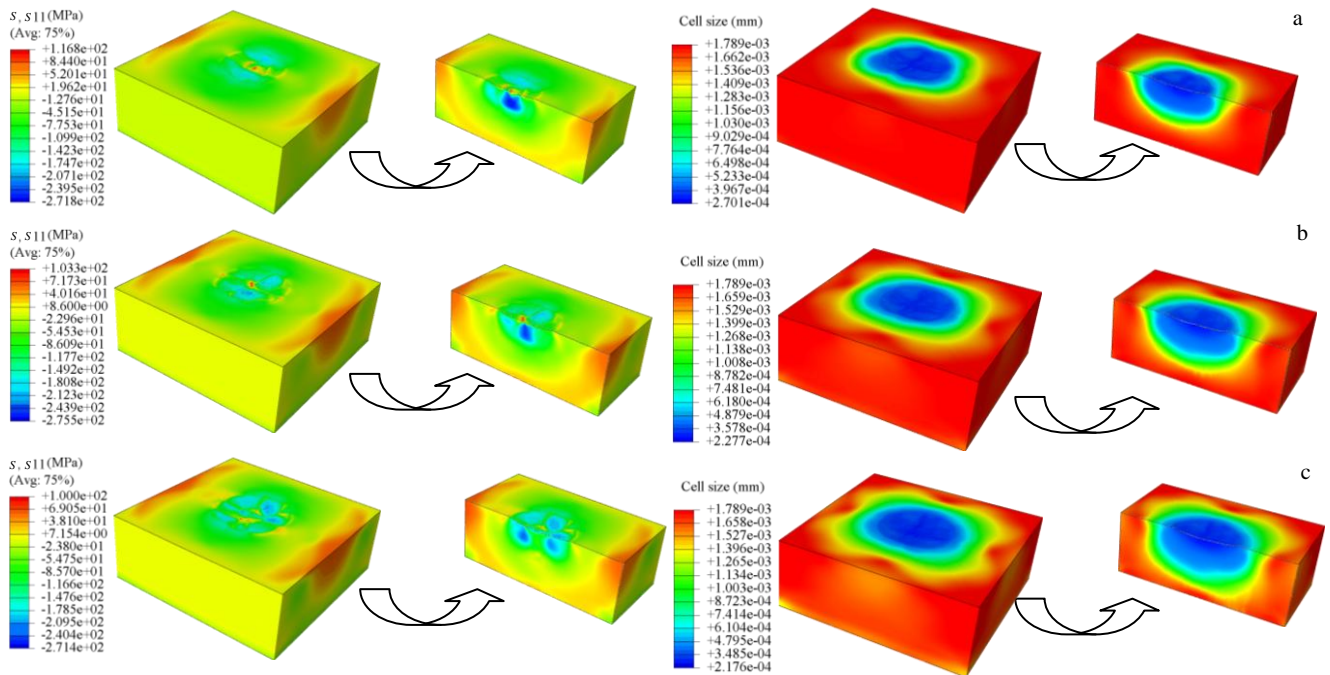 s, s11(MPa)
(Avg: 75%)
+1.168e+02
+8.440e+01
+5.201e+01
+1.962e+01
-1.276e+01
-4.515e+01
-7.753e+01
-1.099e+02
-1.423e+02
-1.747e+02
-2.071e+02
-2.395e+02
-2.718e+02
Cell size (mm)
+1.789e-03
+1.662e-03
+1.536e-03
+1.409e-03
+1.283e-03
+1.156e-03
+1.030e-03
+9.029e-04
+7.764e-04
+6.498e-04
+5.233e-04
+3.967e-04
+2.701e-04
a
s, s11(MPa)
(Avg: 75%)
+1.033e+02
+7.173e+01
+4.016e+01
+8.600e+00
-2.296e+01
-5.453e+01
-8.609e+01
-1.177e+02
-1.492e+02
-1.808e+02
-2.123e+02
-2.439e+02
-2.755e+02
Cell size (mm)
+1.789e-03
+1.659e-03
+1.529e-03
+1.399e-03
+1.268e-03
+1.138e-03
+1.008e-03
+8.782e-04
+7.481e-04
+6.180e-04
+4.879e-04
+3.578e-04
+2.277e-04
b
s, s11(MPa)
(Avg: 75%)
+1.000e+02
+6.905e+01
+3.810e+01
+7.154e+00
-2.380e+01
-5.475e+01
-8.570e+01
-1.166e+02
-1.476e+02
-1.785e+02
-2.095e+02
-2.404e+02
-2.714e+02
Cell size (mm)
+1.789e-03
+1.658e-03
+1.527e-03
+1.396e-03
+1.265e-03
+1.134e-03
+1.003e-03
+8.723e-04
+7.414e-04
+6.104e-04
+4.795e-04
+3.485e-04
+2.176e-04
c